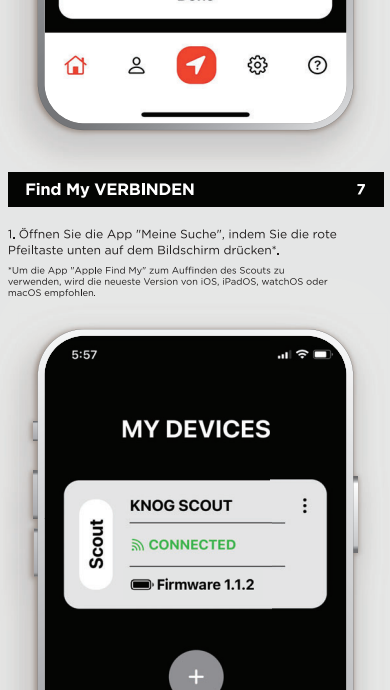 Find My VERBINDEN 7
1. Öffnen Sie die App "Meine Suche", indem Sie die rote
Pfeiltaste unten auf dem Bildschirm drücken*.
*Um die App "Apple Find My" zum Auffinden des Scouts zu
verwenden, wird die neueste Version von iOS, iPadOS, watchOS oder
macOS empfohlen.
5:57
MY DEVICES
Scout
KNOG SCOUT
CONNECTED
Firmware 1.1.2